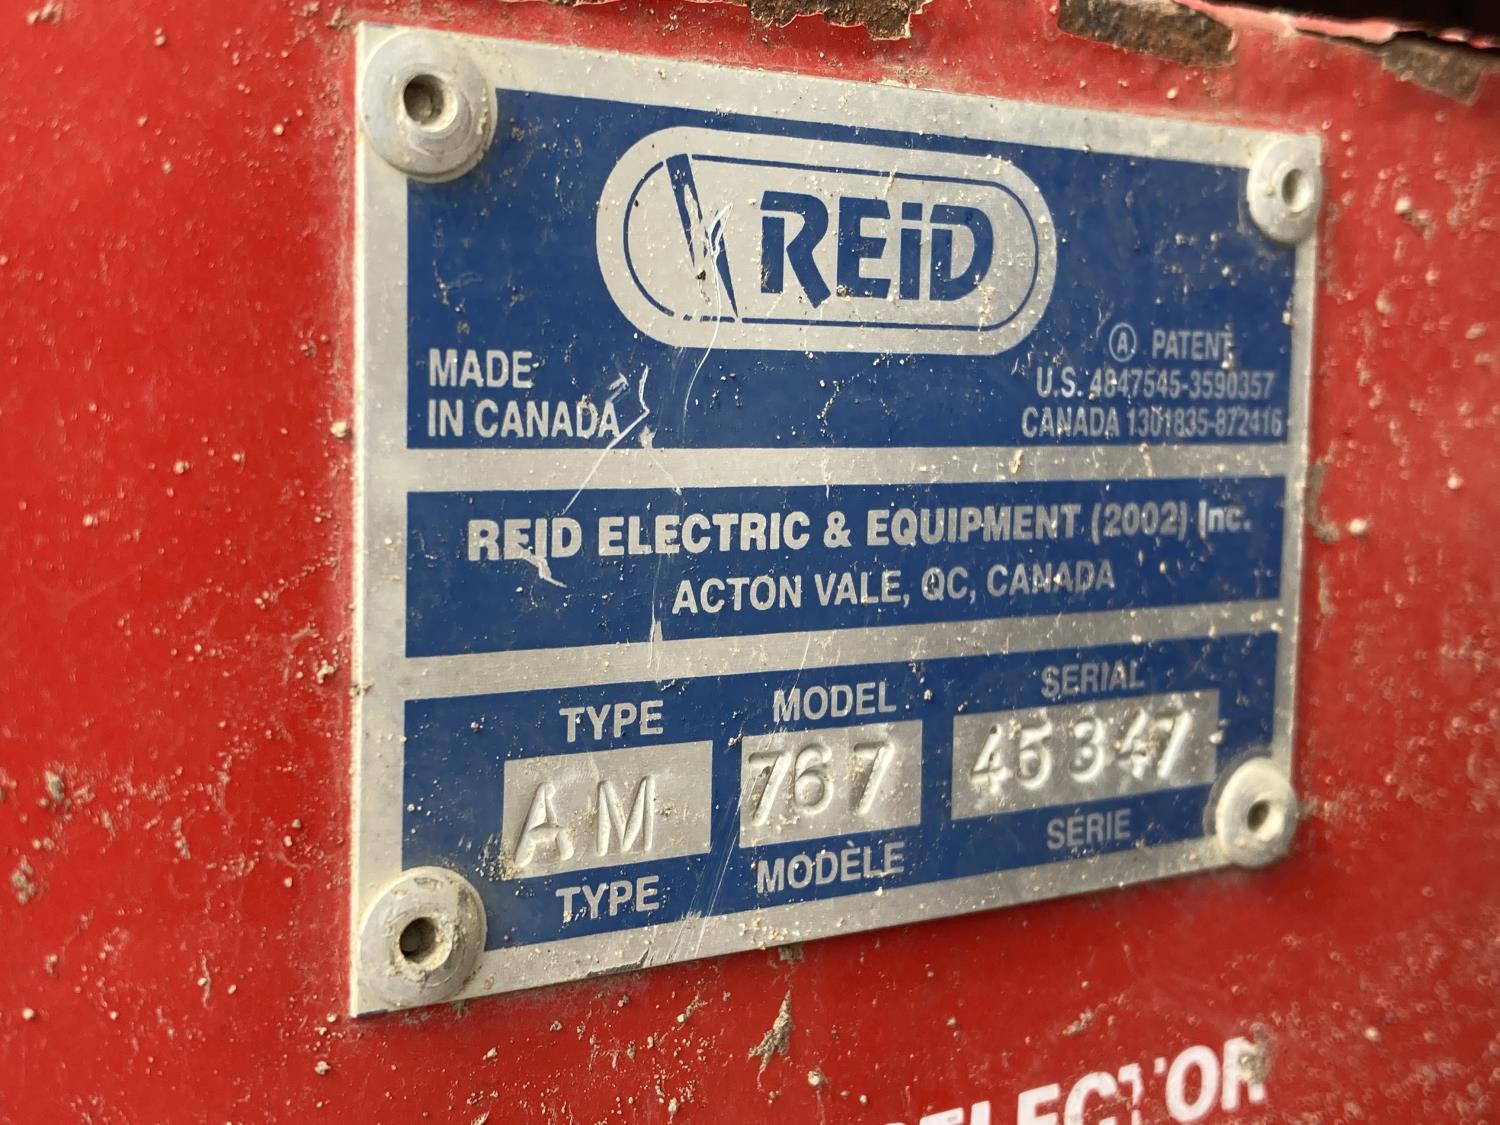 REiD
MADE
IN CANADA
Ⓐ PATENT
U.S. 4847545-3590357
CANADA 1301835-872416
REID ELECTRIC & EQUIPMENT (2002) Inc.
ACTON VALE, QC, CANADA
TYPE MODEL SERIAL
AM 767 45347
TYPE MODÈLE SÉRIE